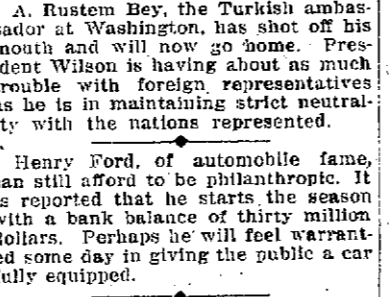 A. Rustem Bey, the Turkish ambas-
sador at Washington, has shot off his
mouth and will now go home. Pres-
dent Wilson is having about as much
rouble with foreign representatives
as he is in maintaining strict neutral-
ty with the nations represented.
Henry Ford, of automobile fame,
an still afford to be philanthropic. It
s reported that he starts the season
with a bank balance of thirty million
dollars. Perhaps he will feel warrant-
ed some day in giving the public a car
fully equipped.